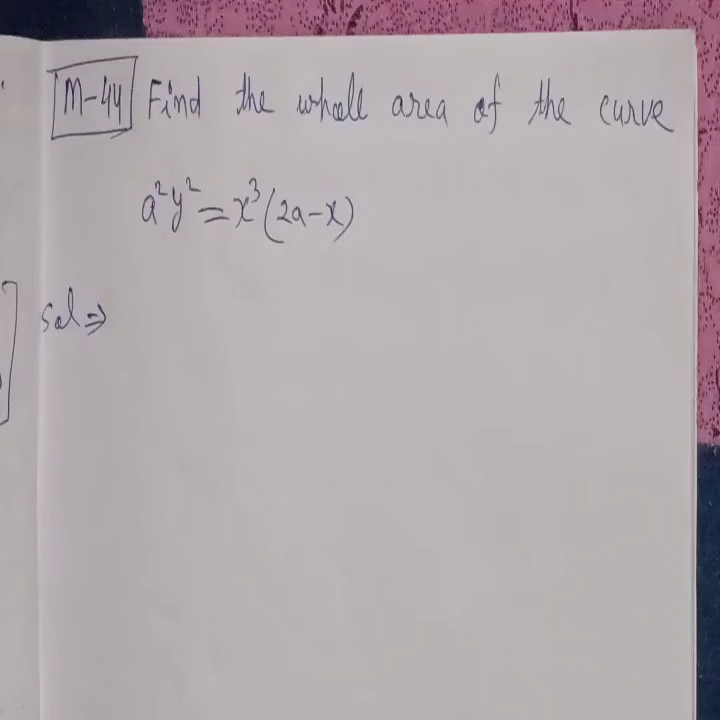 M-44 Find the whole area of the curve
a²y² = x³(2a-x)
Sol⇒